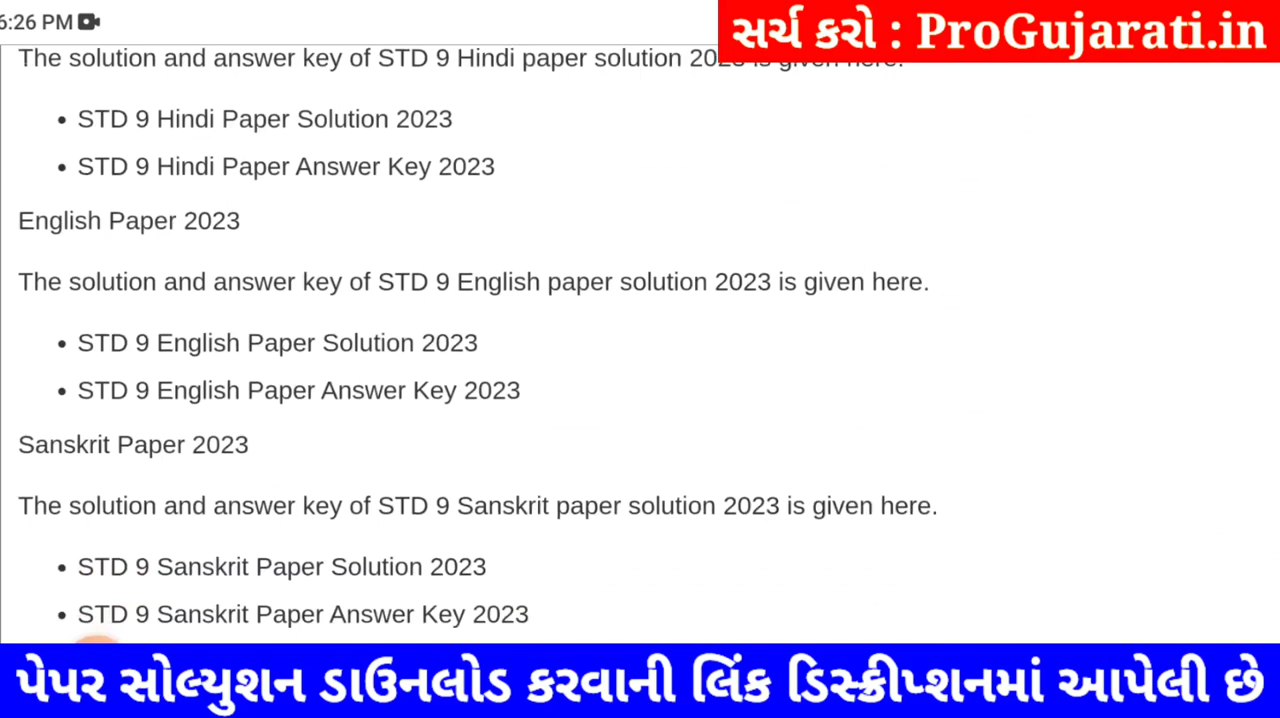 6:26 PM
સર્ચ કરો : ProGujarati.in
The solution and answer key of STD 9 Hindi paper solution 2023 is given here.
• STD 9 Hindi Paper Solution 2023
• STD 9 Hindi Paper Answer Key 2023
English Paper 2023
The solution and answer key of STD 9 English paper solution 2023 is given here.
• STD 9 English Paper Solution 2023
• STD 9 English Paper Answer Key 2023
Sanskrit Paper 2023
The solution and answer key of STD 9 Sanskrit paper solution 2023 is given here.
• STD 9 Sanskrit Paper Solution 2023
• STD 9 Sanskrit Paper Answer Key 2023
પેપર સોલ્યુશન ડાઉનલોડ કરવાની લિંક ડિસ્ક્રીપ્શનમાં આપેલી છે